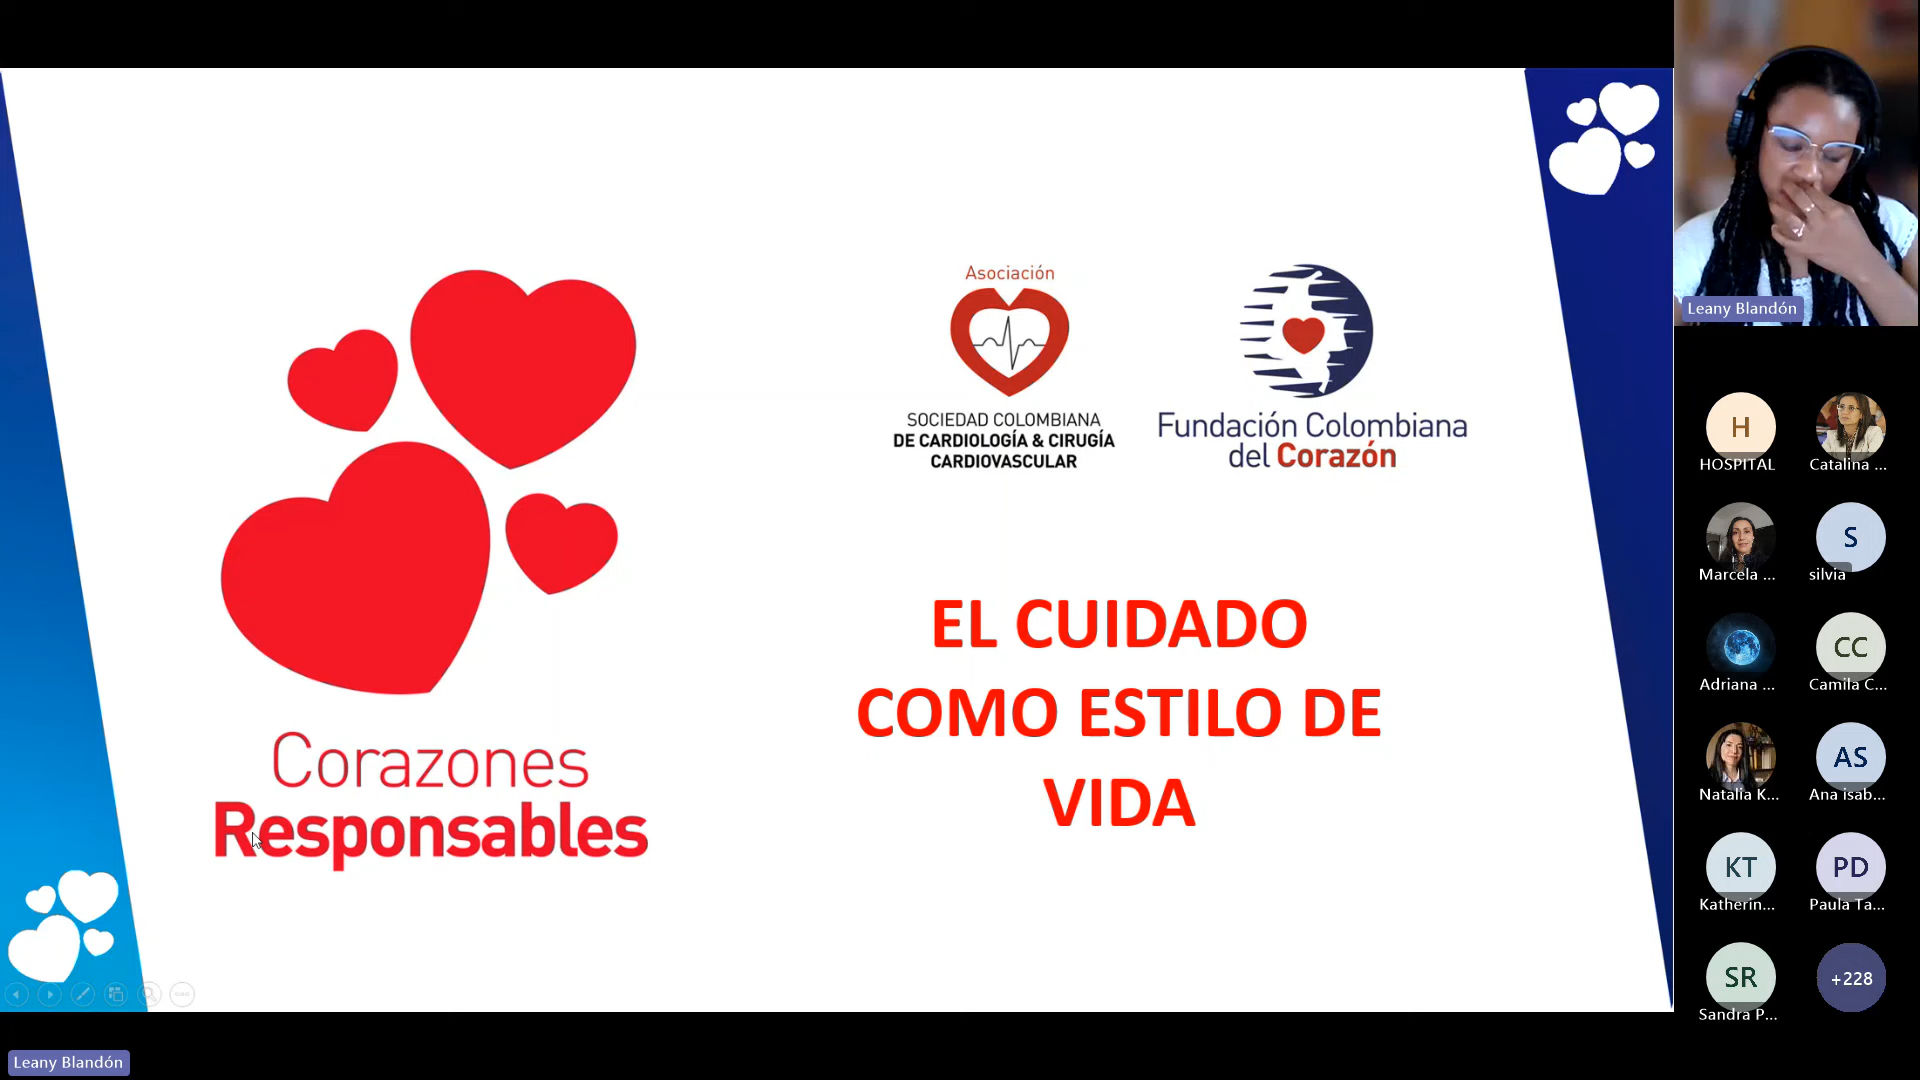 Asociación
SOCIEDAD COLOMBIANA
DE CARDIOLOGÍA & CIRUGÍA
CARDIOVASCULAR
Fundación Colombiana
del Corazón
EL CUIDADO
COMO ESTILO DE
VIDA
Corazones
Responsables
Leany Blandón
Leany Blandón
H
HOSPITAL
Catalina ...
Marcela ...
S
silvia
Adriana ...
CC
Camila C...
Natalia K...
AS
Ana isab...
KT
Katherin...
PD
Paula Ta...
SR
Sandra P...
+228